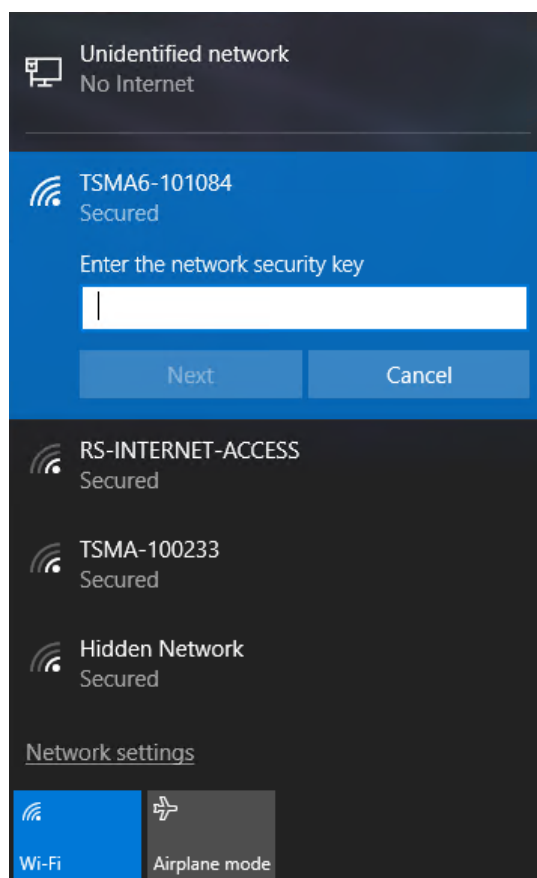 Unidentified network
No Internet
TSMA6-101084
Secured
Enter the network security key
Next Cancel
RS-INTERNET-ACCESS
Secured
TSMA-100233
Secured
Hidden Network
Secured
Network settings
Wi-Fi Airplane mode